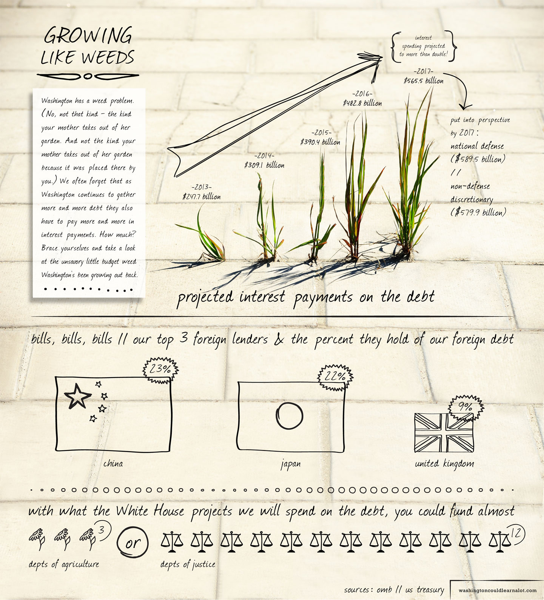 GROWING
LIKE WEEDS
Washington has a weed problem.
(No, not that kind - the kind
your mother takes out of her
garden. And not the kind your
mother takes out of her garden
because it was placed there by
you.) We often forget that as
Washington continues to gather
more and more debt they also
have to pay more and more in
interest payments. How much?
Brace yourselves and take a look
at the unsavory little budget weed
Washington's been growing out back.
{interest
spending projected
to more than double!}
-2013-
$247.7 billion
-2014-
$309.1 billion
-2015-
$390.4 billion
-2016-
$482.8 billion
-2017-
$565.5 billion
put into perspective
by 2017:
national defense
($589.5 billion)
//
non-defense
discretionary
($579.9 billion)
projected interest payments on the debt
bills, bills, bills // our top 3 foreign lenders & the percent they hold of our foreign debt
23%
china
22%
japan
9%
united kingdom
with what the White House projects we will spend on the debt, you could fund almost
3
depts of agriculture
or
12
depts of justice
sources: omb // us treasury
washingtoncouldlearnalot.com